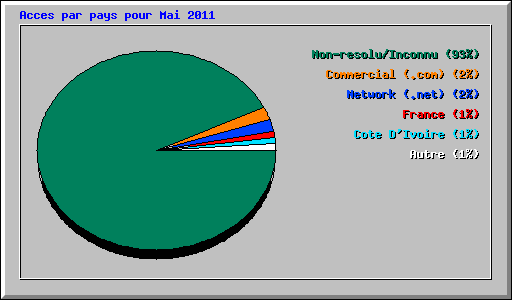 Acces par pays pour Mai 2011
Non-resolu/Inconnu (93%)
Commercial (.com) (2%)
Network (.net) (2%)
France (1%)
Cote D'Ivoire (1%)
Autre (1%)